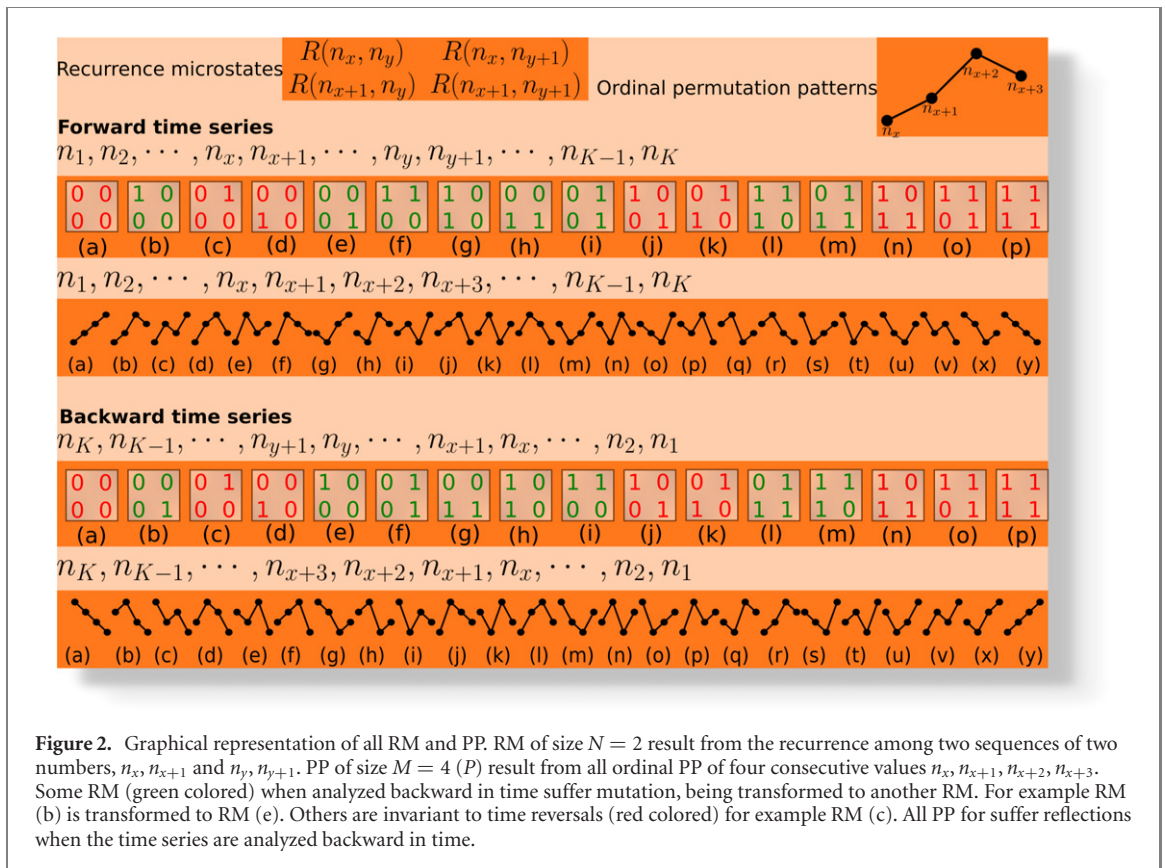 Recurrence microstates R(n_x, n_y) R(n_x, n_{y+1})
R(n_{x+1}, n_y) R(n_{x+1}, n_{y+1}) Ordinal permutation patterns
n_x n_{x+1} n_{x+2} n_{x+3}
Forward time series
n_1, n_2, ⋯ , n_x, n_{x+1}, ⋯ , n_y, n_{y+1}, ⋯ , n_{K−1}, n_K
0 0 1 0 0 1 0 0 0 0 1 1 1 0 0 0 0 1 1 0 0 1 1 1 0 1 1 0 1 1 1 1
0 0 0 0 0 0 1 0 0 1 0 0 1 0 1 1 0 1 0 1 1 0 1 0 1 1 1 1 0 1 1 1
(a) (b) (c) (d) (e) (f) (g) (h) (i) (j) (k) (l) (m) (n) (o) (p)
n_1, n_2, ⋯ , n_x, n_{x+1}, n_{x+2}, n_{x+3}, ⋯ , n_{K−1}, n_K
(a) (b) (c) (d) (e) (f) (g) (h) (i) (j) (k) (l) (m) (n) (o) (p) (q) (r) (s) (t) (u) (v) (x) (y)
Backward time series
n_K, n_{K−1}, ⋯ , n_{y+1}, n_y, ⋯ , n_{x+1}, n_x, ⋯ , n_2, n_1
0 0 0 0 0 1 0 0 1 0 0 1 0 0 1 0 1 1 1 0 0 1 0 1 1 1 1 0 1 1 1 1
0 0 0 1 0 0 1 0 0 0 0 1 1 1 1 0 0 0 0 1 1 0 1 1 1 0 1 1 0 1 1 1
(a) (b) (c) (d) (e) (f) (g) (h) (i) (j) (k) (l) (m) (n) (o) (p)
n_K, n_{K−1}, ⋯ , n_{x+3}, n_{x+2}, n_{x+1}, n_x, ⋯ , n_2, n_1
(a) (b) (c) (d) (e) (f) (g) (h) (i) (j) (k) (l) (m) (n) (o) (p) (q) (r) (s) (t) (u) (v) (x) (y)
Figure 2. Graphical representation of all RM and PP. RM of size N = 2 result from the recurrence among two sequences of two
numbers, n_x, n_{x+1} and n_y, n_{y+1}. PP of size M = 4 (P) result from all ordinal PP of four consecutive values n_x, n_{x+1}, n_{x+2}, n_{x+3}.
Some RM (green colored) when analyzed backward in time suffer mutation, being transformed to another RM. For example RM
(b) is transformed to RM (e). Others are invariant to time reversals (red colored) for example RM (c). All PP for suffer reflections
when the time series are analyzed backward in time.